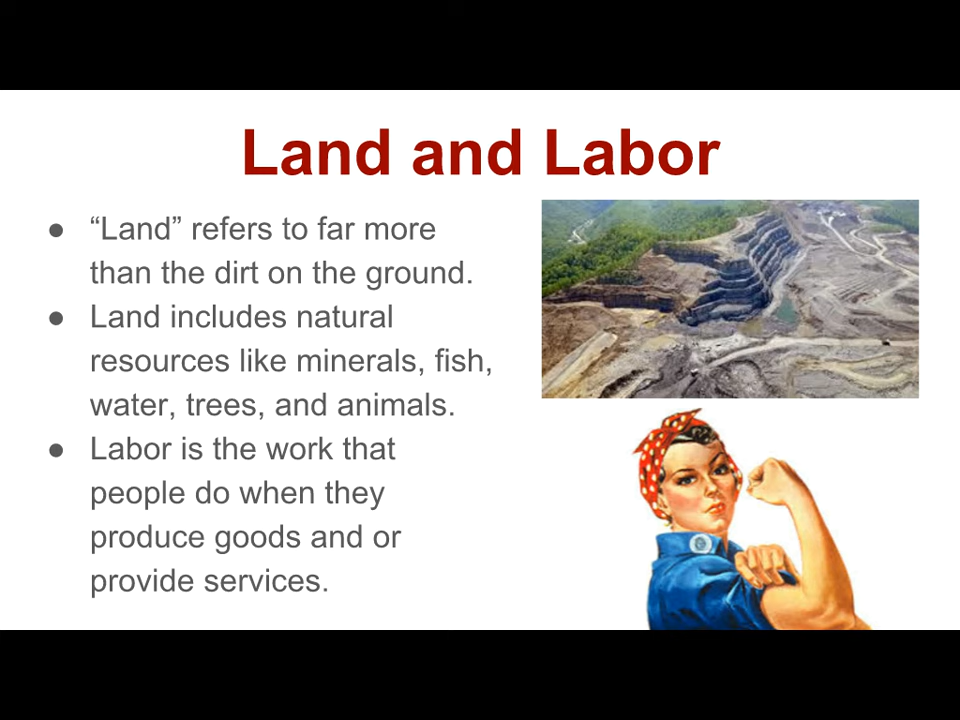 Land and Labor
● “Land” refers to far more
than the dirt on the ground.
● Land includes natural
resources like minerals, fish,
water, trees, and animals.
● Labor is the work that
people do when they
produce goods and or
provide services.